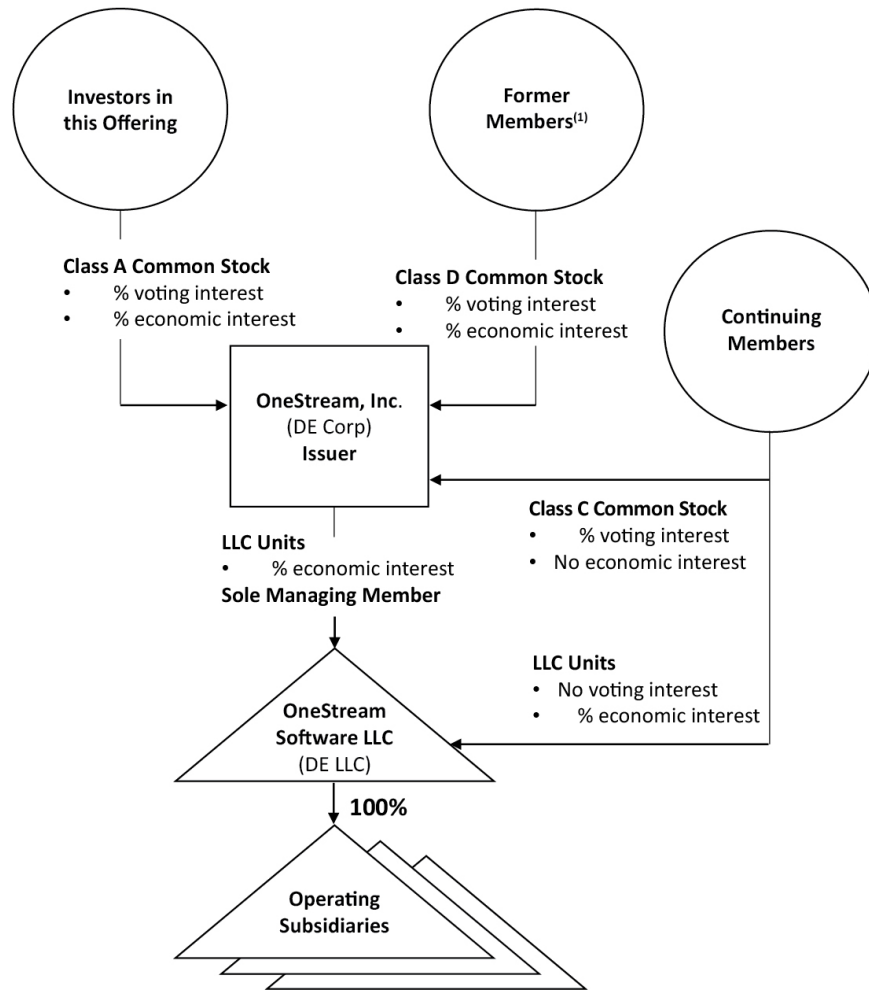 Investors in
this Offering
Former
Members(1)
Continuing
Members
Class A Common Stock
• % voting interest
• % economic interest
Class D Common Stock
• % voting interest
• % economic interest
OneStream, Inc.
(DE Corp)
Issuer
Class C Common Stock
• % voting interest
• No economic interest
LLC Units
• % economic interest
Sole Managing Member
LLC Units
• No voting interest
• % economic interest
OneStream
Software LLC
(DE LLC)
100%
Operating
Subsidiaries